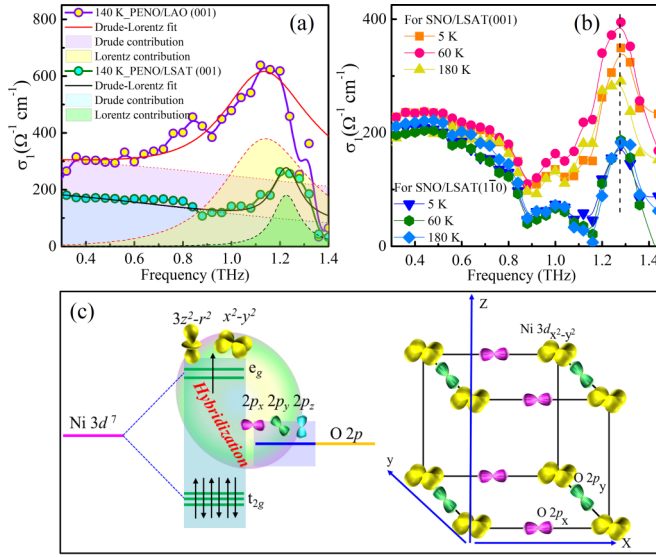 (a)
140 K_PENO/LAO (001)
Drude-Lorentz fit
Drude contribution
Lorentz contribution
140 K_PENO/LSAT (001)
Drude-Lorentz fit
Drude contribution
Lorentz contribution
σ1(Ω-1 cm-1)
800
600
400
200
0
0.4 0.6 0.8 1.0 1.2 1.4
Frequency (THz)
(b)
For SNO/LSAT(001)
5 K
60 K
180 K
For SNO/LSAT(11̄0)
5 K
60 K
180 K
σ1(Ω-1 cm-1)
400
200
0
0.4 0.6 0.8 1.0 1.2 1.4
Frequency (THz)
(c)
3z2-r2 x2-y2
eg
Hybridization
2px 2py 2pz
Ni 3d 7
O 2p
t2g
Z
Ni 3dx2-y2
y
O 2py
O 2px
X